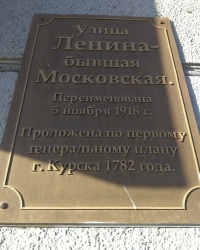 Улица
Ленина-
бывшая
Московская.
Переименована
5 ноября 1918 г.
Проложена по первому
генеральному плану
г. Курска 1782 года.